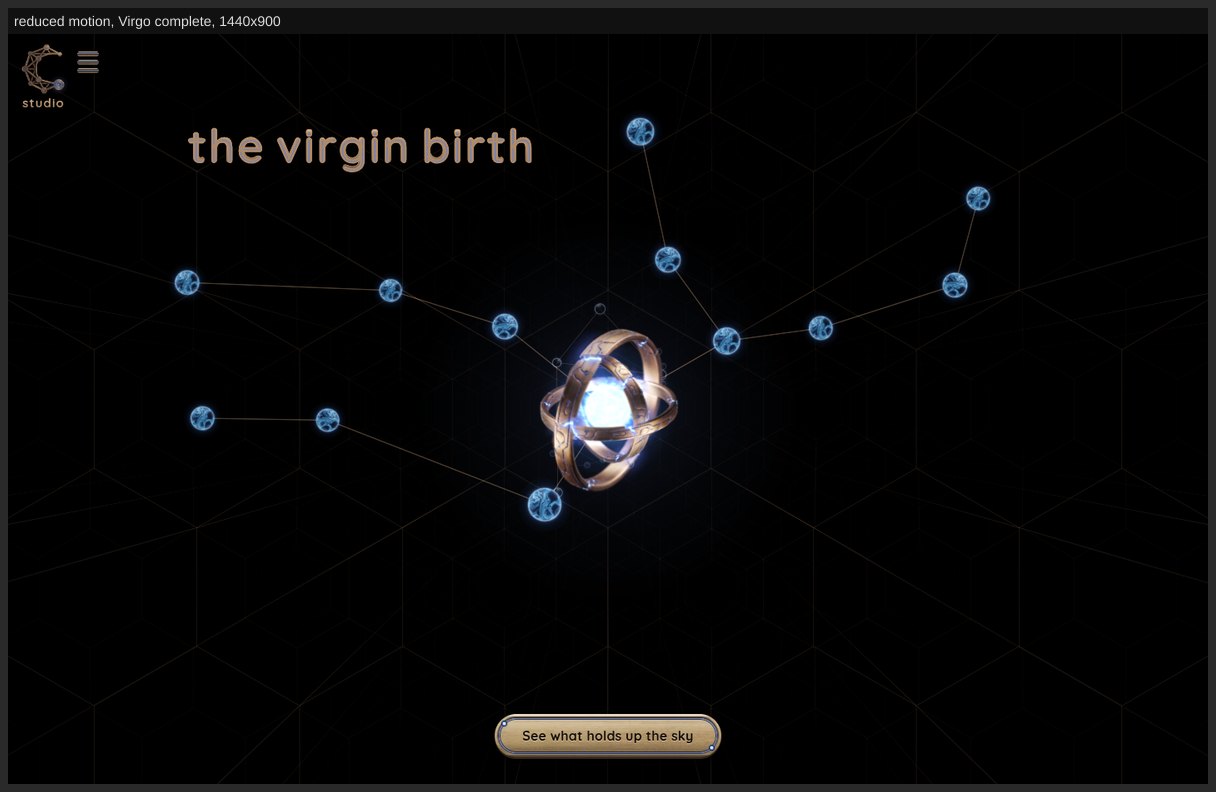 reduced motion, Virgo complete, 1440x900
studio
the virgin birth
See what holds up the sky